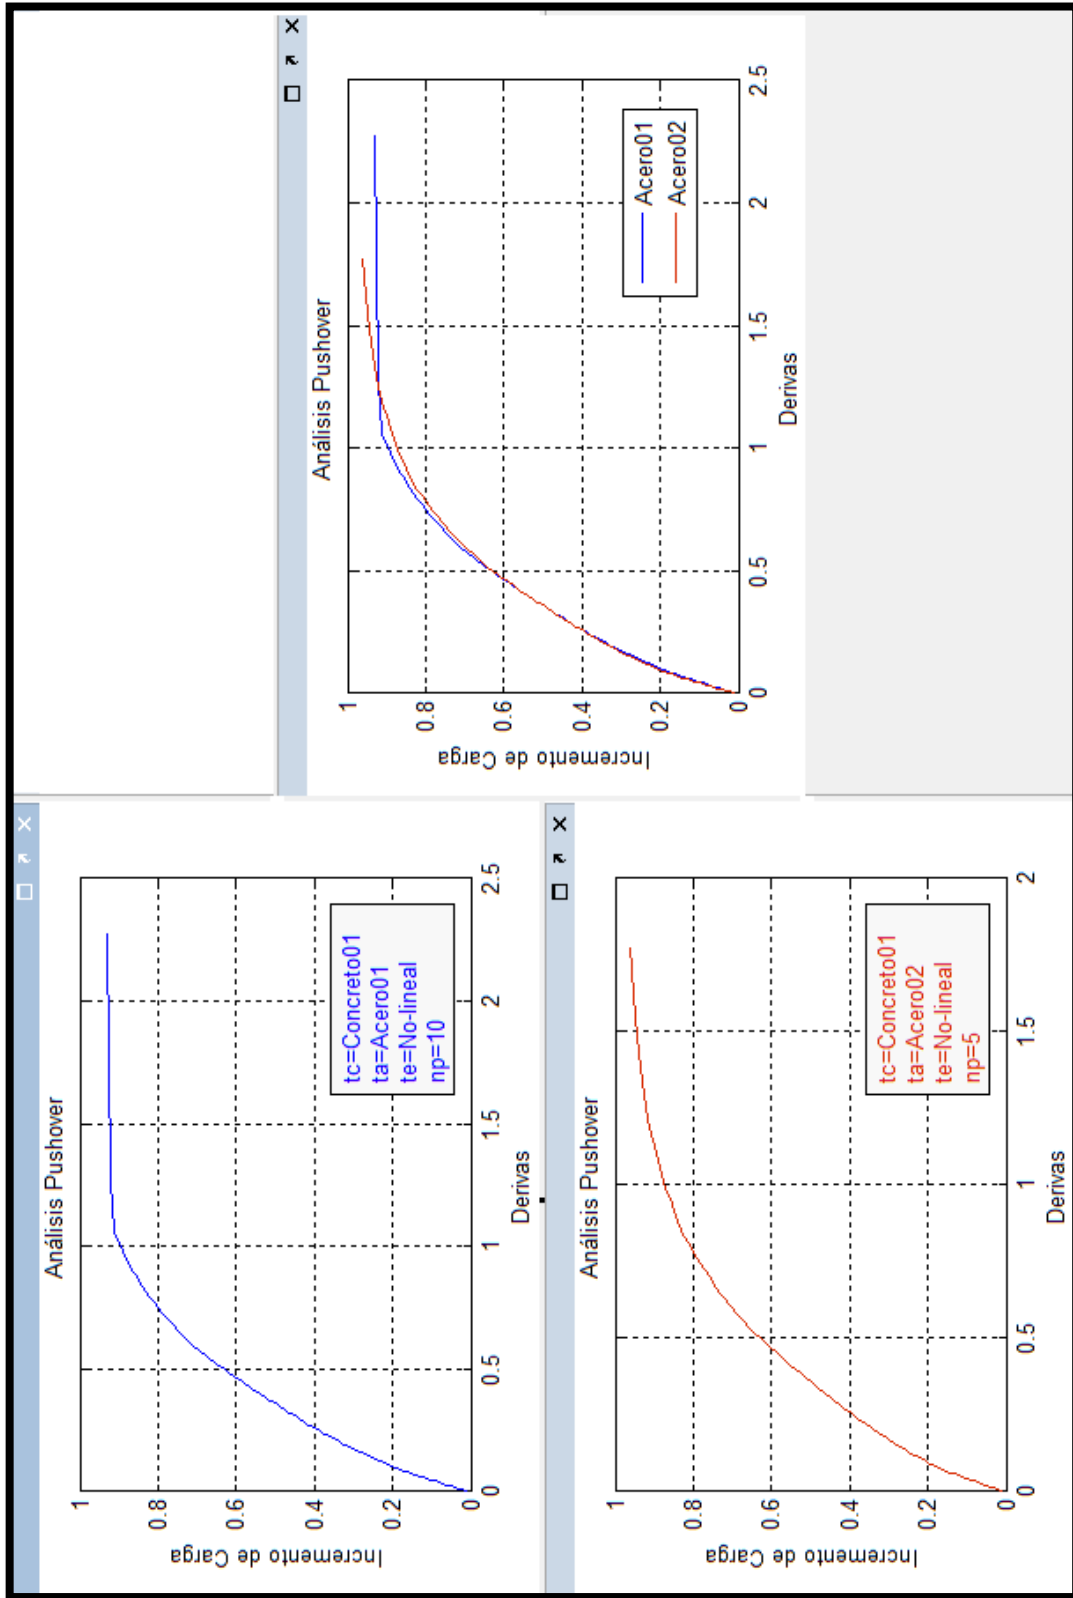 Análisis Pushover
Incremento de Carga
1
0.8
0.6
0.4
0.2
0
0
0.5
1
1.5
2
2.5
Derivas
tc=Concreto01
ta=Acero01
te=No-lineal
np=10
Análisis Pushover
Incremento de Carga
1
0.8
0.6
0.4
0.2
0
0
0.5
1
1.5
2
2.5
Derivas
Acero01
Acero02
Análisis Pushover
Incremento de Carga
1
0.8
0.6
0.4
0.2
0
0
0.5
1
1.5
2
Derivas
tc=Concreto01
ta=Acero02
te=No-lineal
np=5